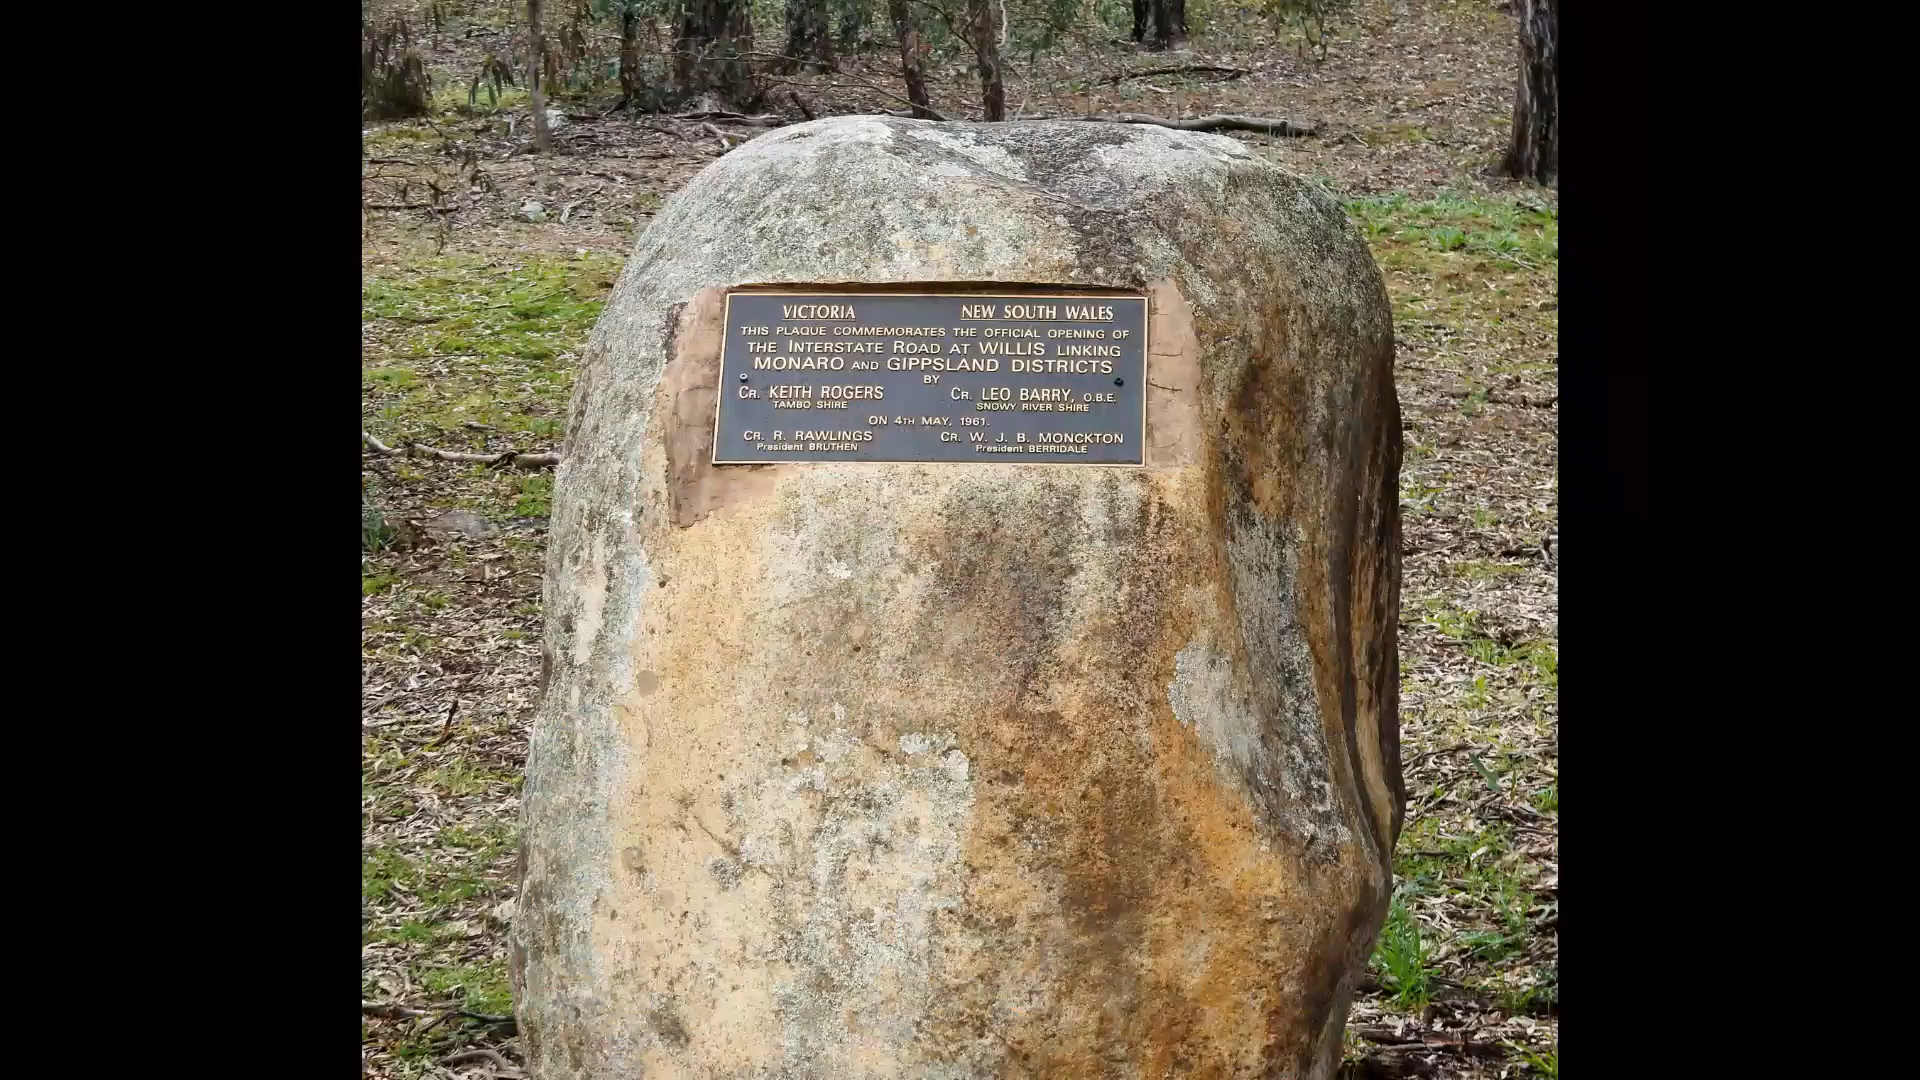 VICTORIA NEW SOUTH WALES
THIS PLAQUE COMMEMORATES THE OFFICIAL OPENING OF
THE INTERSTATE ROAD AT WILLIS LINKING
MONARO AND GIPPSLAND DISTRICTS
BY
CR. KEITH ROGERS CR. LEO BARRY, O.B.E.
TAMBO SHIRE SNOWY RIVER SHIRE
ON 4TH MAY, 1961.
CR. R. RAWLINGS CR. W. J. B. MONCKTON
President BRUTHEN President BERRIDALE